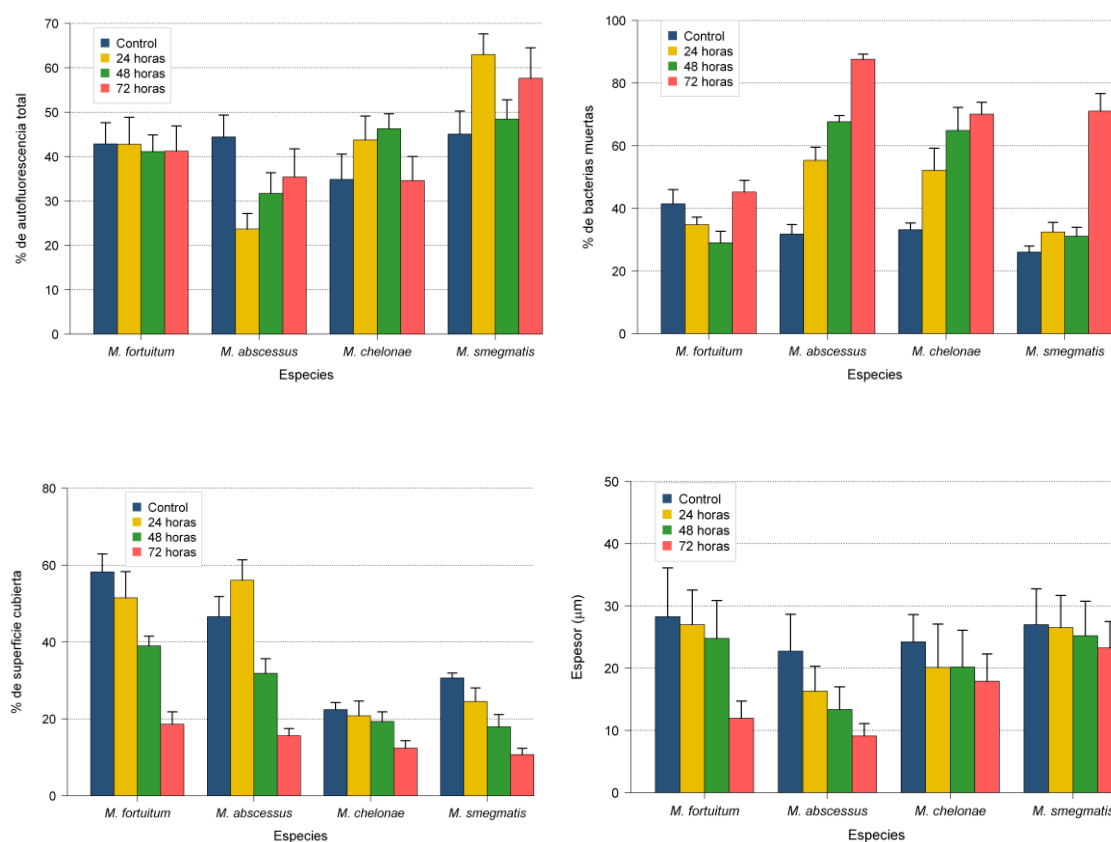 % de autofluorescencia total
70
60
50
40
30
20
10
0
Control
24 horas
48 horas
72 horas
M. fortuitum M. abscessus M. chelonae M. smegmatis
Especies
% de bacterias muertas
100
80
60
40
20
0
Control
24 horas
48 horas
72 horas
M. fortuitum M. abscessus M. chelonae M. smegmatis
Especies
% de superficie cubierta
80
60
40
20
0
Control
24 horas
48 horas
72 horas
M. fortuitum M. abscessus M. chelonae M. smegmatis
Especies
Espesor (μm)
50
40
30
20
10
0
Control
24 horas
48 horas
72 horas
M. fortuitum M. abscessus M. chelonae M. smegmatis
Especies